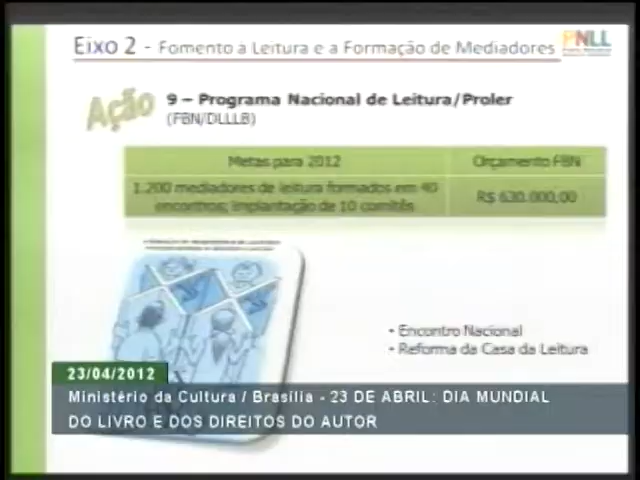 Eixo 2 - Fomento à Leitura e a Formação de Mediadores
PNLL
Ação
9 – Programa Nacional de Leitura/Proler
(FBN/DLLLB)
Metas para 2012
Orçamento FBN
1.200 mediadores de leitura formados em 40
encontros; implantação de 10 comitês
R$ 630.000,00
• Encontro Nacional
• Reforma da Casa da Leitura
23/04/2012
Ministério da Cultura / Brasília - 23 DE ABRIL: DIA MUNDIAL
DO LIVRO E DOS DIREITOS DO AUTOR